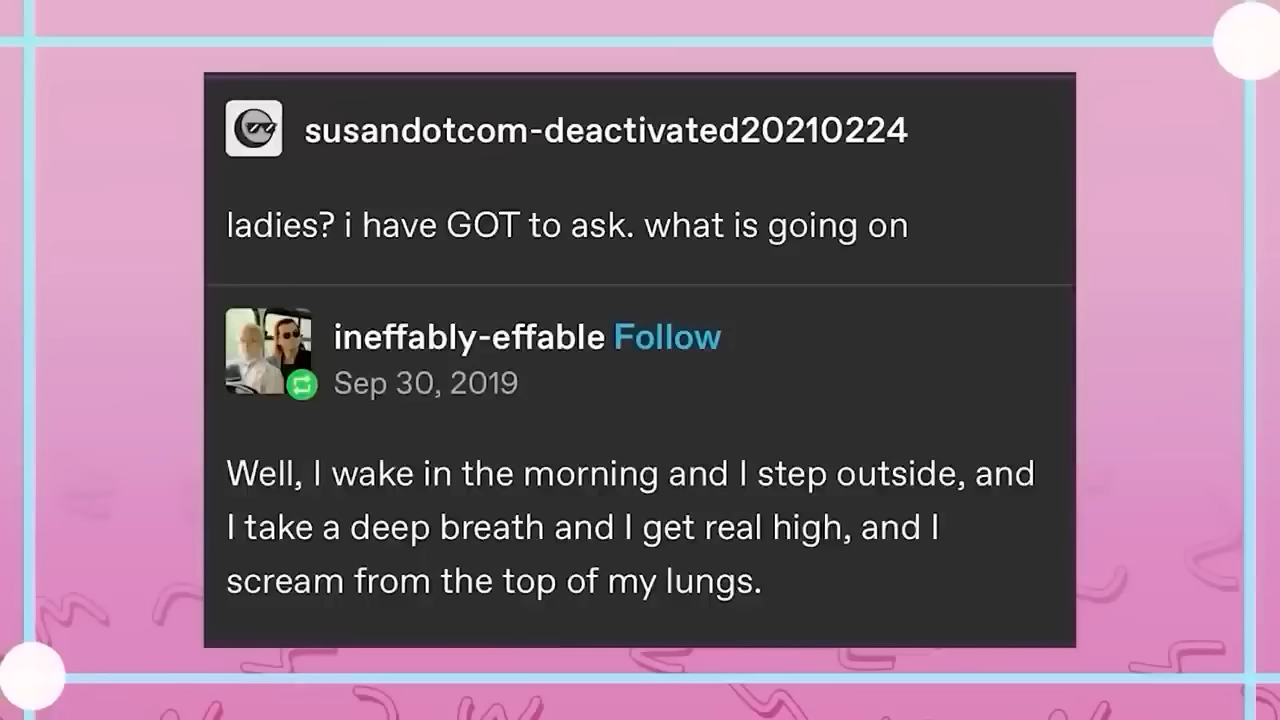 susandotcom-deactivated20210224
ladies? i have GOT to ask. what is going on
ineffably-effable Follow
Sep 30, 2019
Well, I wake in the morning and I step outside, and
I take a deep breath and I get real high, and I
scream from the top of my lungs.